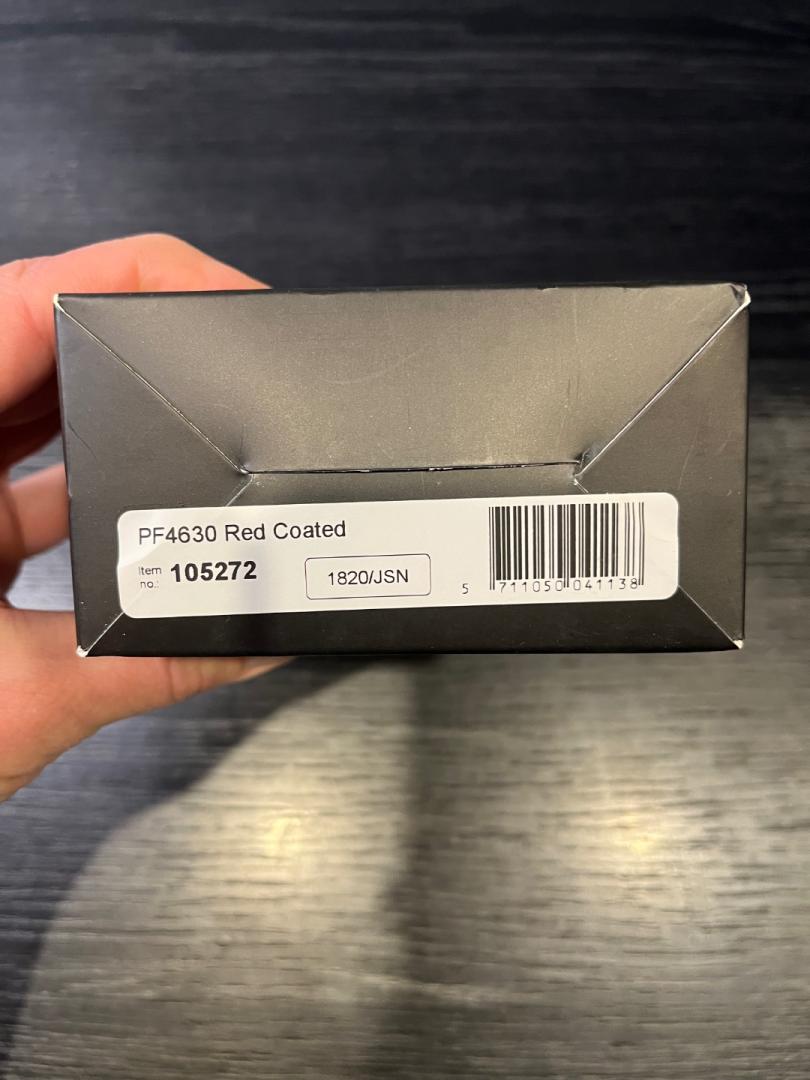 PF4630 Red Coated
Item no.: 105272
1820/JSN
5 711050 041138